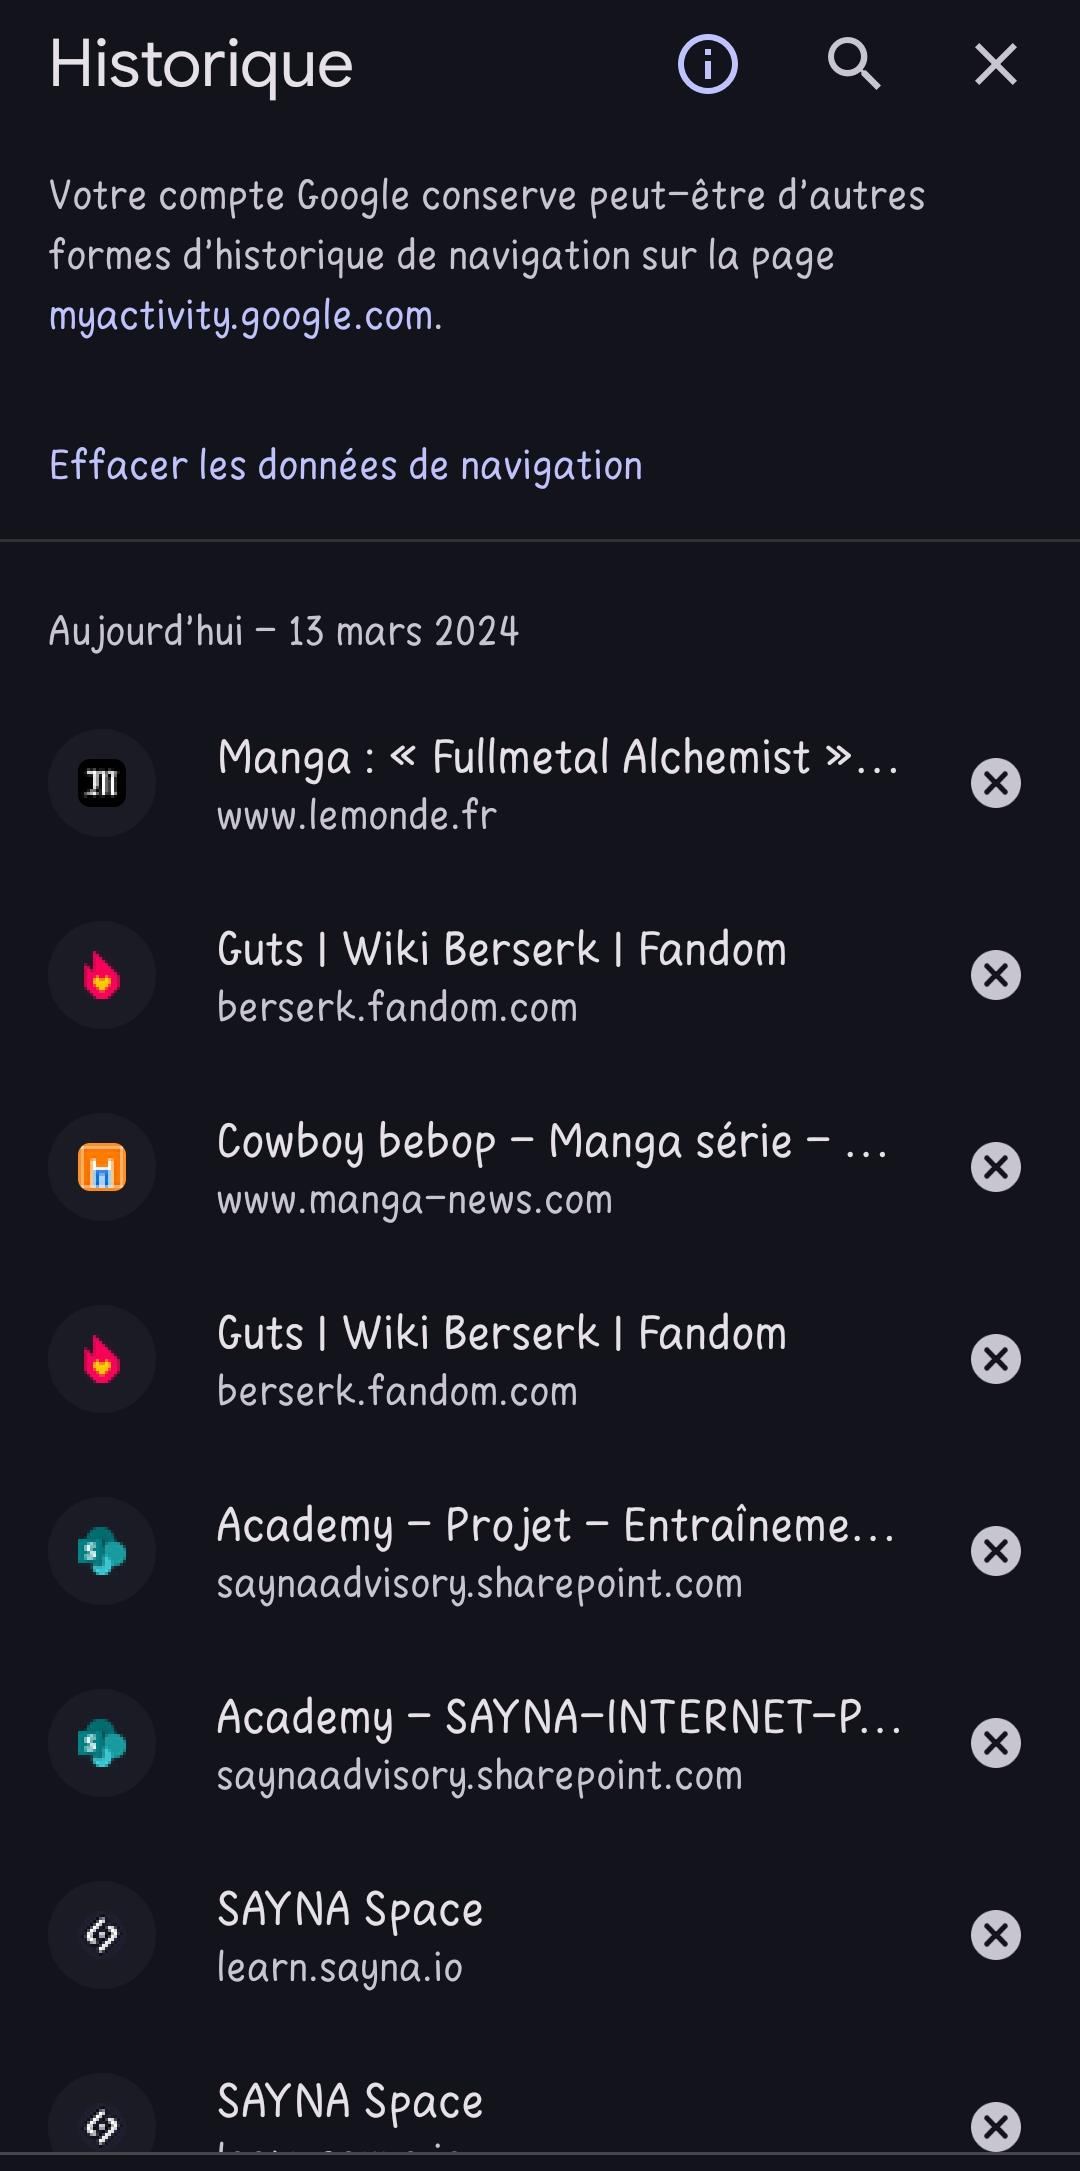 Historique
Votre compte Google conserve peut-être d'autres
formes d'historique de navigation sur la page
myactivity.google.com.
Effacer les données de navigation
Aujourd'hui – 13 mars 2024
Manga : « Fullmetal Alchemist »...
www.lemonde.fr
Guts | Wiki Berserk | Fandom
berserk.fandom.com
Cowboy bebop - Manga série - ...
www.manga-news.com
Guts | Wiki Berserk | Fandom
berserk.fandom.com
Academy - Projet - Entraîneme...
saynaadvisory.sharepoint.com
Academy - SAYNA-INTERNET-P...
saynaadvisory.sharepoint.com
SAYNA Space
learn.sayna.io
SAYNA Space